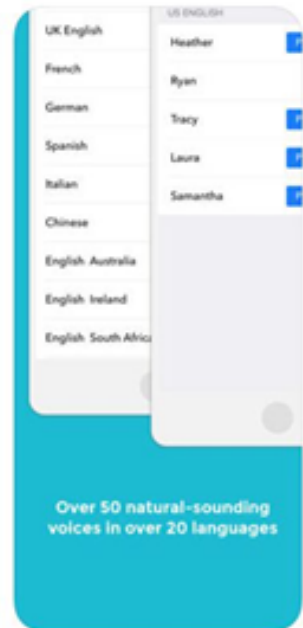 UK English
French
German
Spanish
Italian
Chinese
English Australia
English Ireland
English South Africa
US ENGLISH
Heather
Ryan
Tracy
Laura
Samantha
Over 50 natural-sounding
voices in over 20 languages